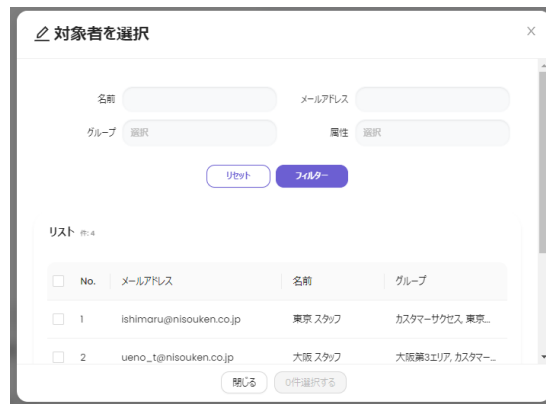 対象者を選択
名前
メールアドレス
グループ 選択
属性 選択
リセット フィルター
リスト 件: 4
No. メールアドレス 名前 グループ
1 ishimaru@nisouken.co.jp 東京 スタッフ カスタマーサクセス, 東京...
2 ueno_t@nisouken.co.jp 大阪 スタッフ 大阪第3エリア, カスタマー...
閉じる 0件選択する